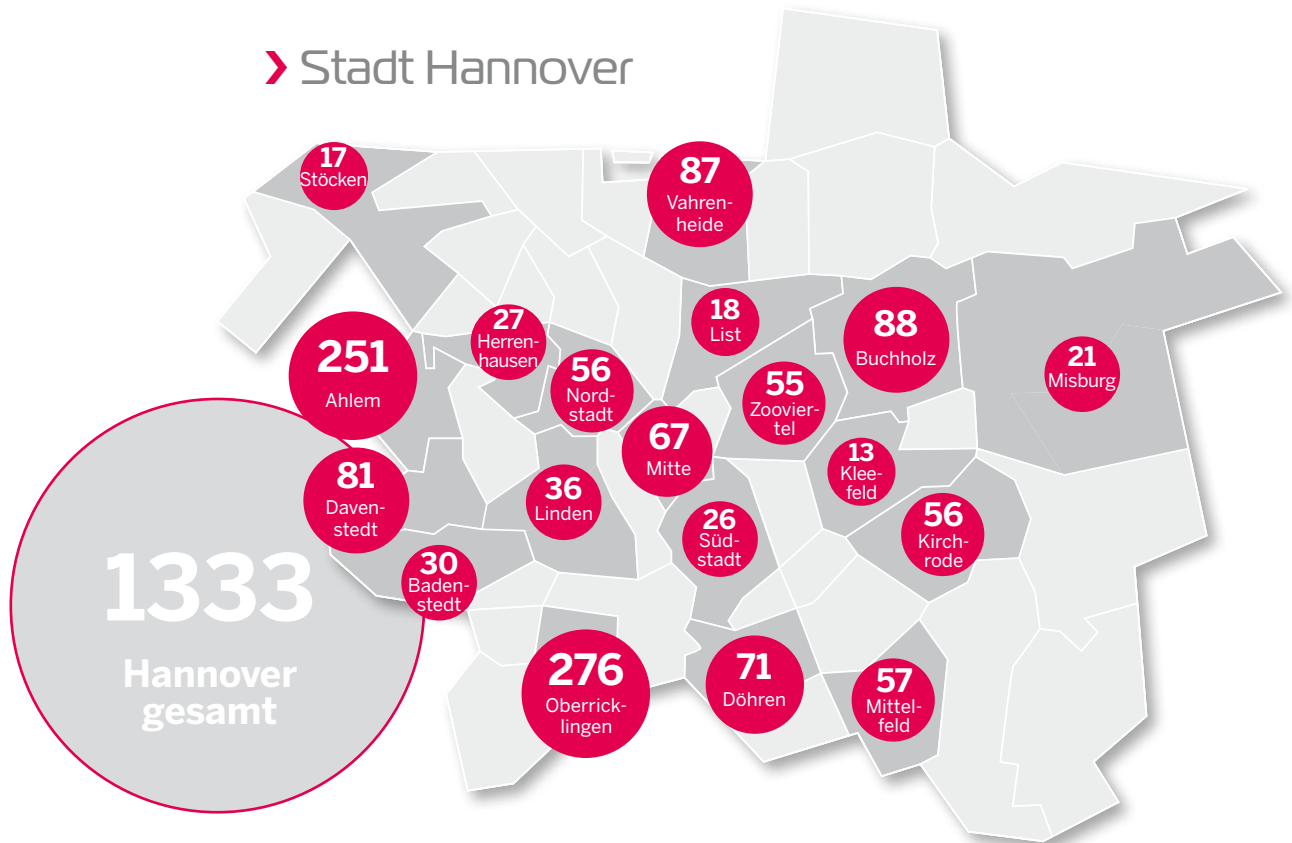 › Stadt Hannover
17
Stöcken
87
Vahren-
heide
27
Herren-
hausen
18
List
88
Buchholz
251
Ahlem
56
Nord-
stadt
55
Zoovier-
tel
21
Misburg
67
Mitte
13
Klee-
feld
81
Daven-
stedt
36
Linden
26
Süd-
stadt
56
Kirch-
rode
30
Baden-
stedt
1333
Hannover
gesamt
276
Oberrick-
lingen
71
Döhren
57
Mittel-
feld